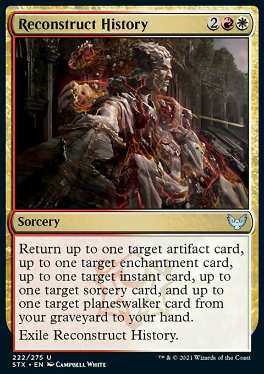 Reconstruct History 2
Sorcery
Return up to one target artifact card,
up to one target enchantment card,
up to one target instant card, up
to one target sorcery card, and up to
one target planeswalker card from
your graveyard to your hand.
Exile Reconstruct History.
222/275 U
STX • EN CAMPBELL WHITE
™ & © 2021 Wizards of the Coast